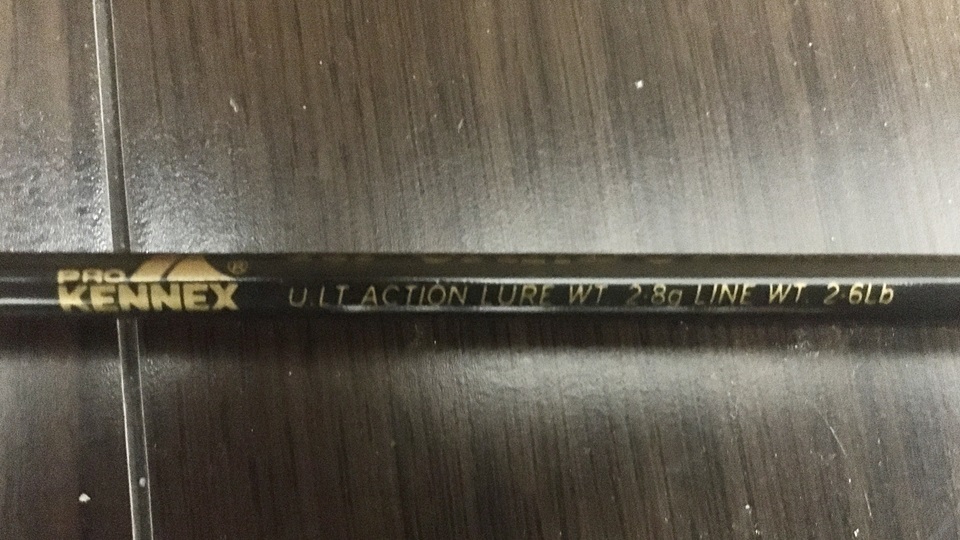 PRO
KENNEX® U.LT ACTION LURE WT 2-8g LINE WT 2-6Lb